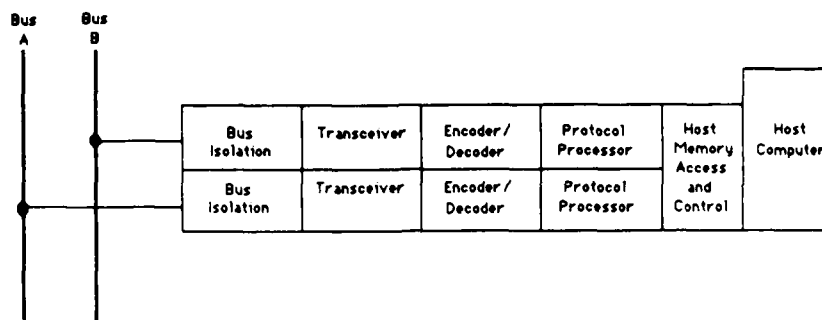 Bus
A
Bus
B
Bus
Isolation
Transceiver
Encoder/
Decoder
Protocol
Processor
Host
Memory
Access
and
Control
Host
Computer
Bus
Isolation
Transceiver
Encoder/
Decoder
Protocol
Processor